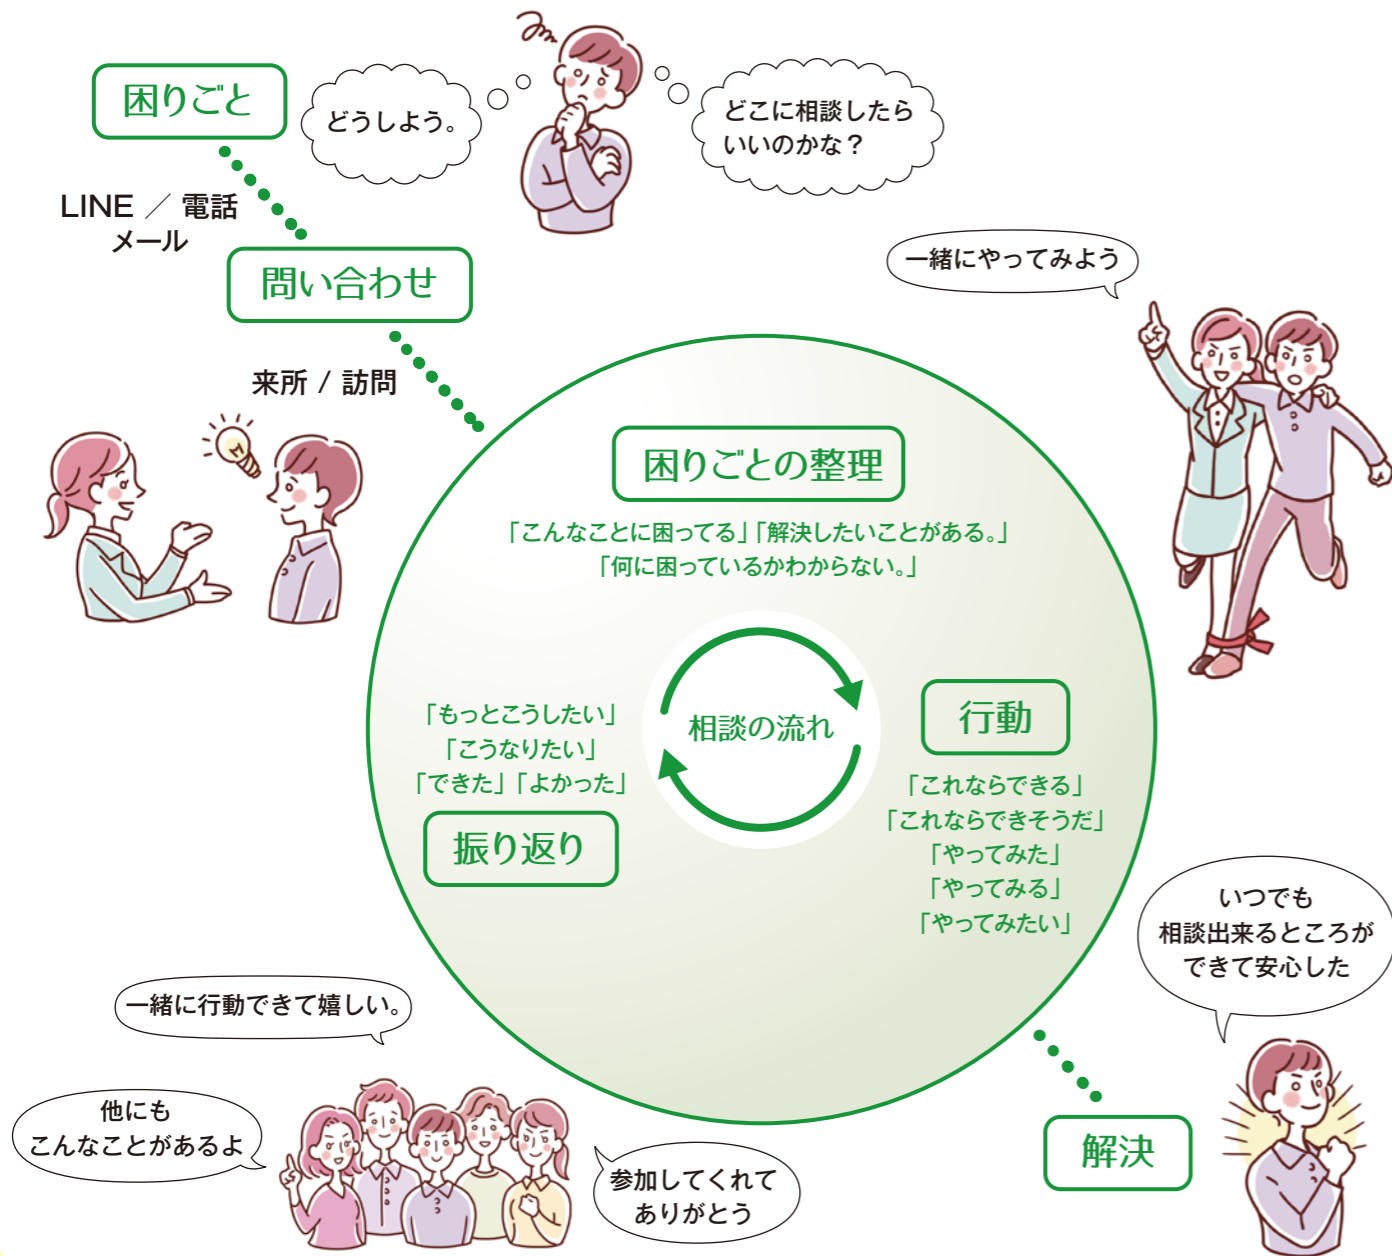 困りごと
どうしよう。
どこに相談したら
いいのかな？
LINE ／ 電話
メール
問い合わせ
一緒にやってみよう
来所 / 訪問
困りごとの整理
「こんなことに困ってる」「解決したいことがある。」
「何に困っているかわからない。」
相談の流れ
行動
「これならできる」
「これならできそうだ」
「やってみた」
「やってみる」
「やってみたい」
「もっとこうしたい」
「こうなりたい」
「できた」「よかった」
振り返り
いつでも
相談出来るところが
できて安心した
解決
一緒に行動できて嬉しい。
他にも
こんなことがあるよ
参加してくれて
ありがとう